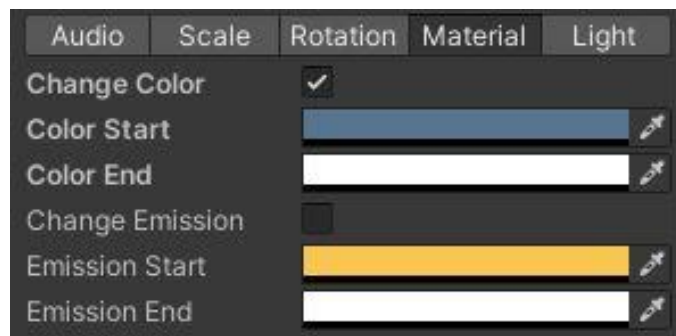 Audio Scale Rotation Material Light
Change Color
Color Start
Color End
Change Emission
Emission Start
Emission End